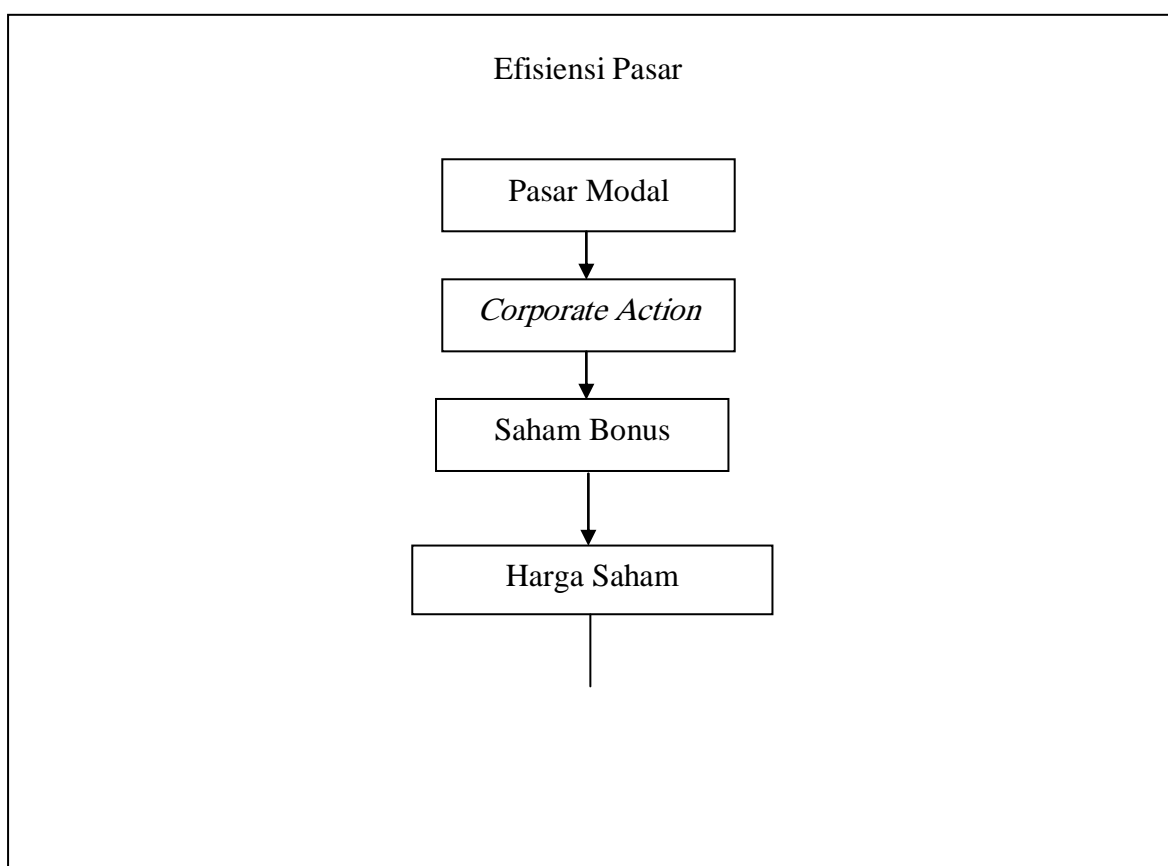 Efisiensi Pasar
Pasar Modal
Corporate Action
Saham Bonus
Harga Saham